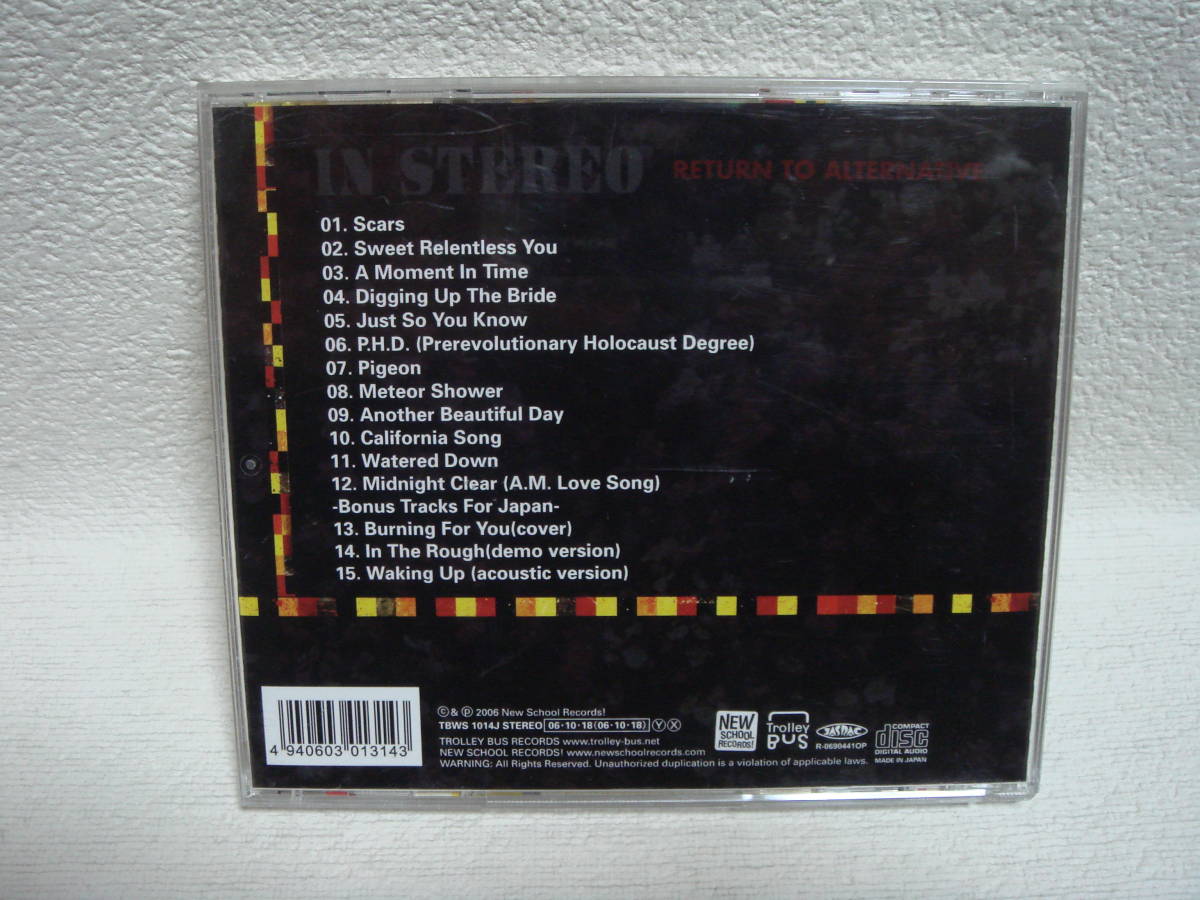 IN STEREO RETURN TO ALTERNATIVE
01. Scars
02. Sweet Relentless You
03. A Moment In Time
04. Digging Up The Bride
05. Just So You Know
06. P.H.D. (Prerevolutionary Holocaust Degree)
07. Pigeon
08. Meteor Shower
09. Another Beautiful Day
10. California Song
11. Watered Down
12. Midnight Clear (A.M. Love Song)
-Bonus Tracks For Japan-
13. Burning For You(cover)
14. In The Rough(demo version)
15. Waking Up (acoustic version)
4 940603 013143
©& ℗ 2006 New School Records!
TBWS 1014J STEREO 06·10·18(06·10·18) Y X
TROLLEY BUS RECORDS www.trolley-bus.net
NEW SCHOOL RECORDS! www.newschoolrecords.com
WARNING: All Rights Reserved. Unauthorized duplication is a violation of applicable laws.
NEW
SCHOOL
RECORDS!
Trolley
BUS
JASRAC
R-0690441OP
COMPACT
disc
DIGITAL AUDIO
MADE IN JAPAN